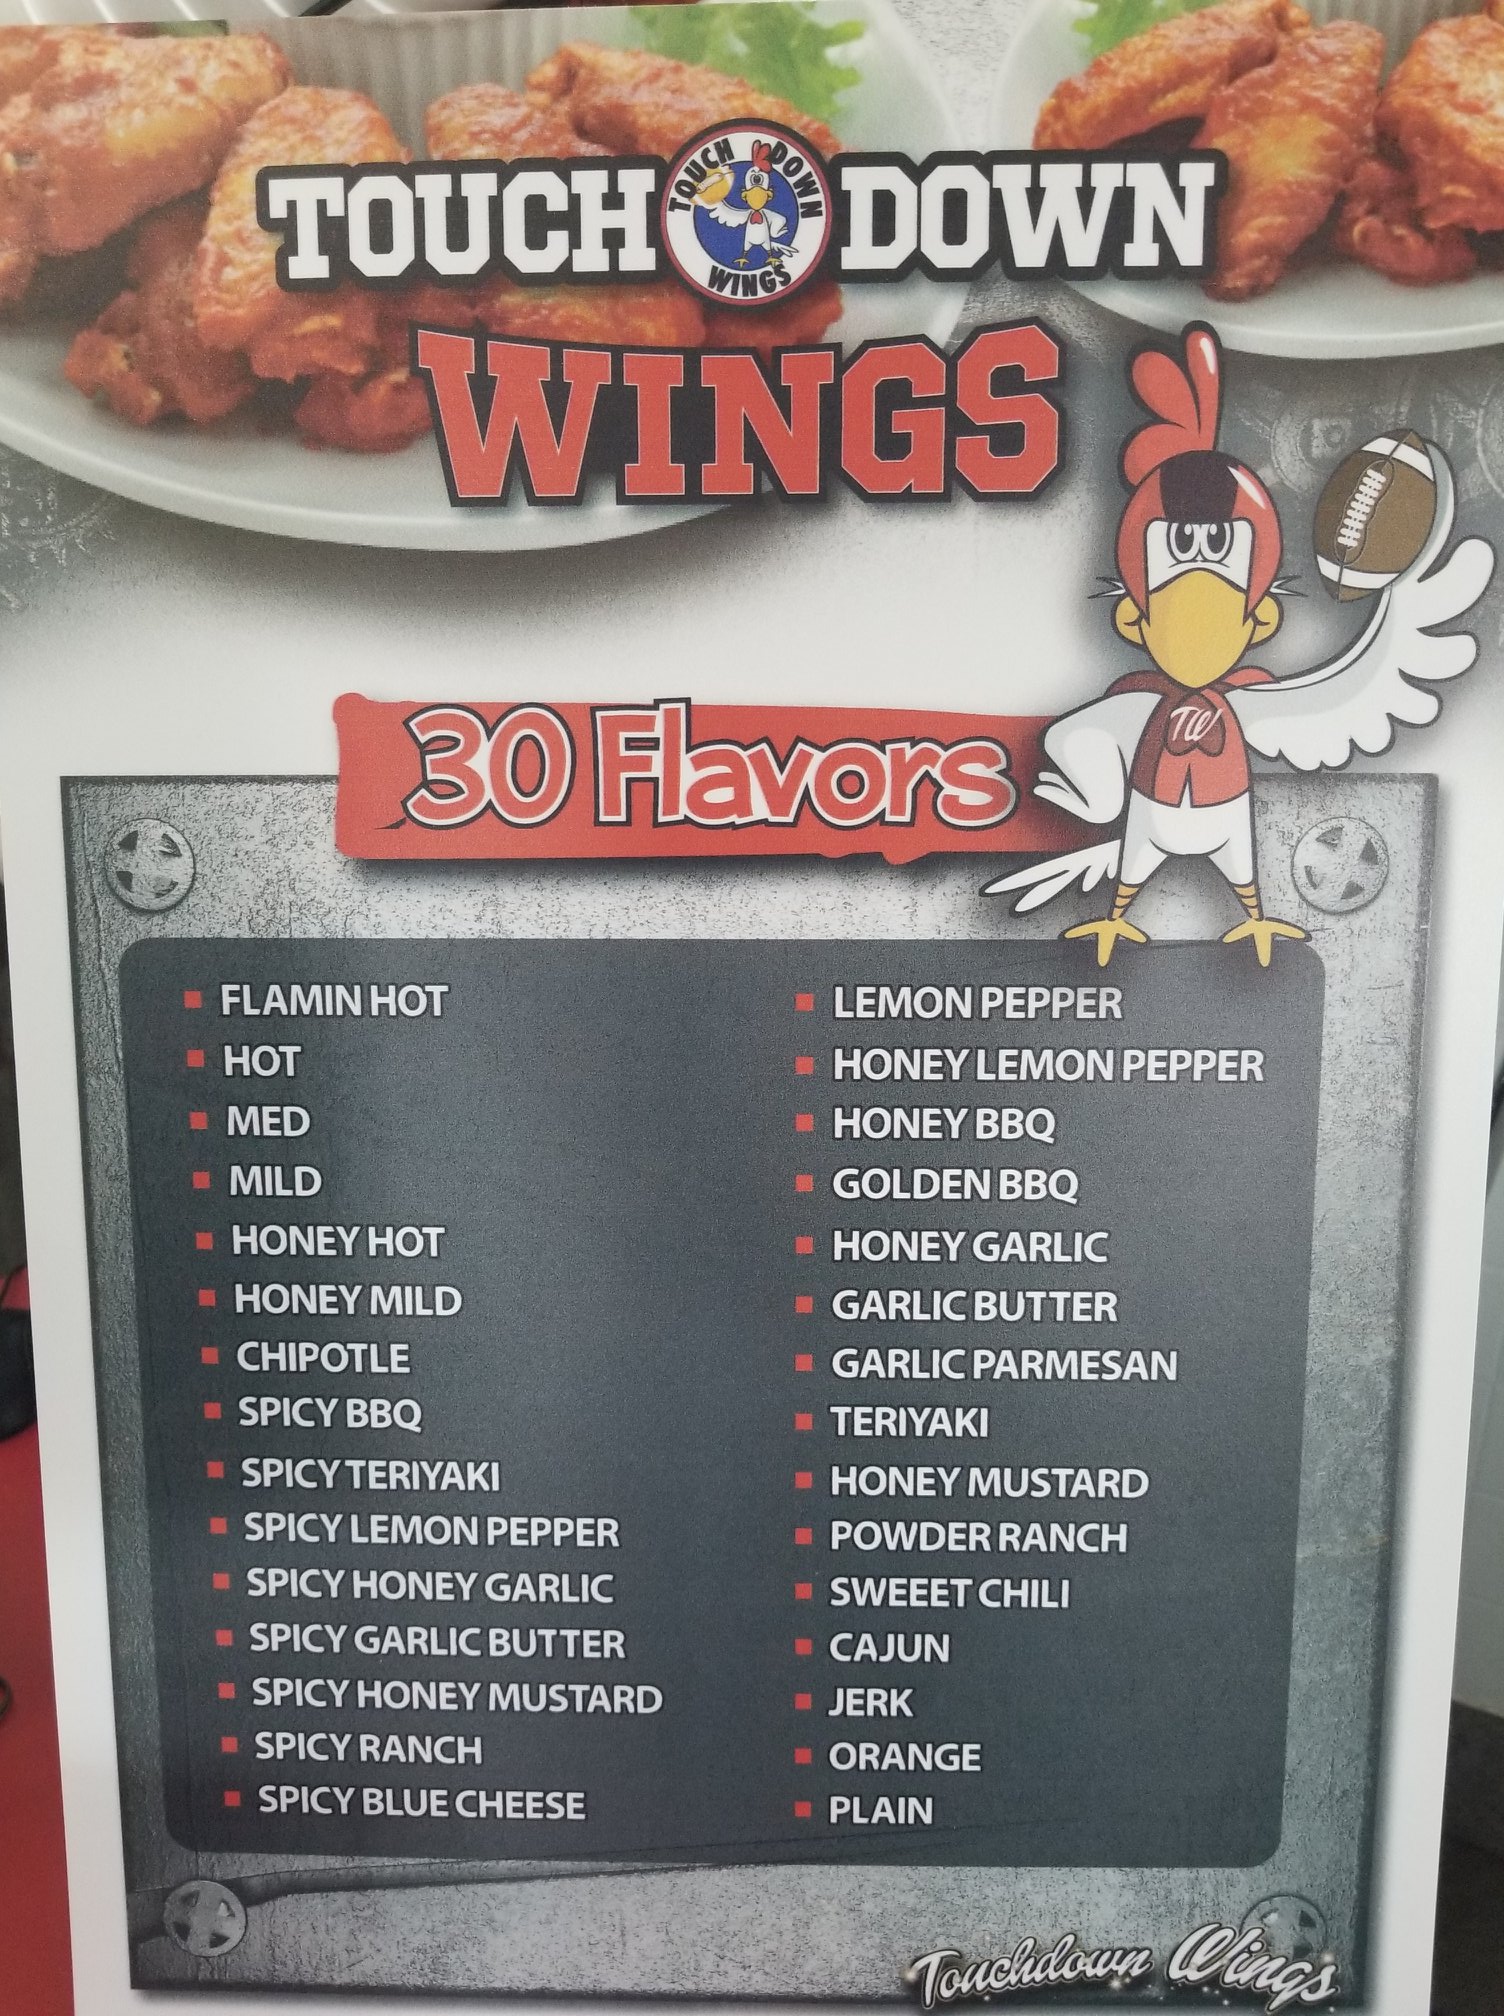 TOUCH DOWN
TOUCH DOWN
WINGS
WINGS
30 Flavors
TW
FLAMIN HOT
HOT
MED
MILD
HONEY HOT
HONEY MILD
CHIPOTLE
SPICY BBQ
SPICY TERIYAKI
SPICY LEMON PEPPER
SPICY HONEY GARLIC
SPICY GARLIC BUTTER
SPICY HONEY MUSTARD
SPICY RANCH
SPICY BLUE CHEESE
LEMON PEPPER
HONEY LEMON PEPPER
HONEY BBQ
GOLDEN BBQ
HONEY GARLIC
GARLIC BUTTER
GARLIC PARMESAN
TERIYAKI
HONEY MUSTARD
POWDER RANCH
SWEEET CHILI
CAJUN
JERK
ORANGE
PLAIN
Touchdown Wings